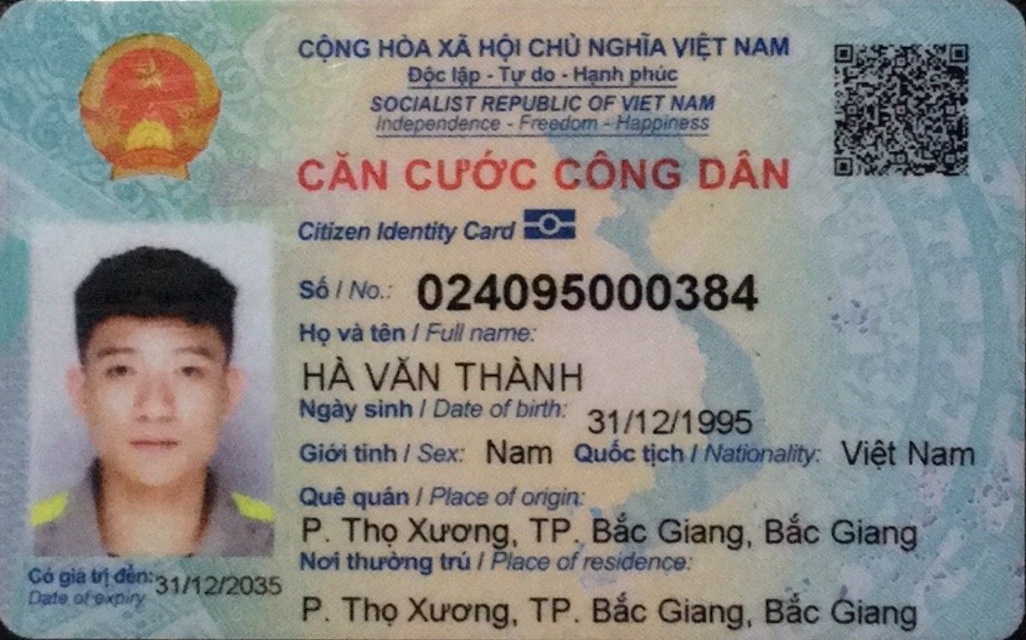 CỘNG HÒA XÃ HỘI CHỦ NGHĨA VIỆT NAM
Độc lập - Tự do - Hạnh phúc
SOCIALIST REPUBLIC OF VIET NAM
Independence - Freedom - Happiness
CĂN CƯỚC CÔNG DÂN
Citizen Identity Card
Số / No.: 024095000384
Họ và tên / Full name:
HÀ VĂN THÀNH
Ngày sinh / Date of birth: 31/12/1995
Giới tính / Sex: Nam Quốc tịch / Nationality: Việt Nam
Quê quán / Place of origin:
P. Thọ Xương, TP. Bắc Giang, Bắc Giang
Nơi thường trú / Place of residence:
P. Thọ Xương, TP. Bắc Giang, Bắc Giang
Có giá trị đến: 31/12/2035
Date of expiry